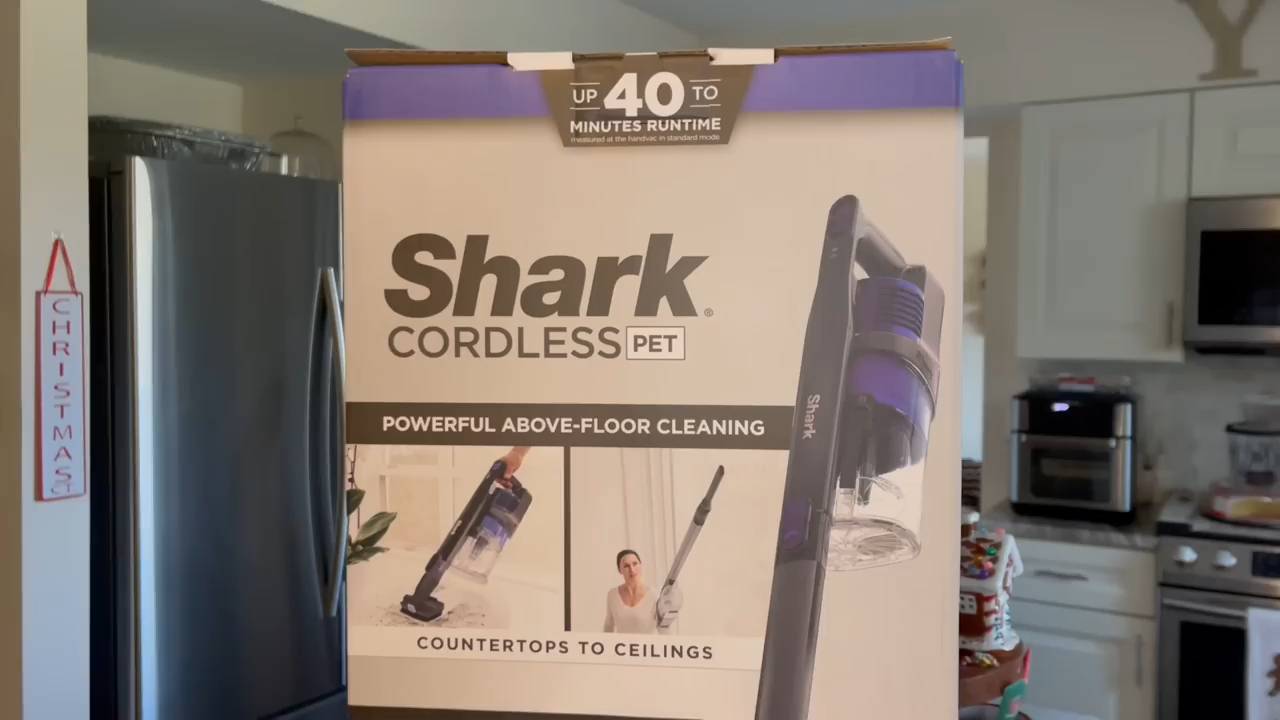 UP 40 TO
MINUTES RUNTIME
measured at the handvac in standard mode
Shark®
CORDLESS PET
POWERFUL ABOVE-FLOOR CLEANING
Shark
COUNTERTOPS TO CEILINGS
CHRISTMAS
Y